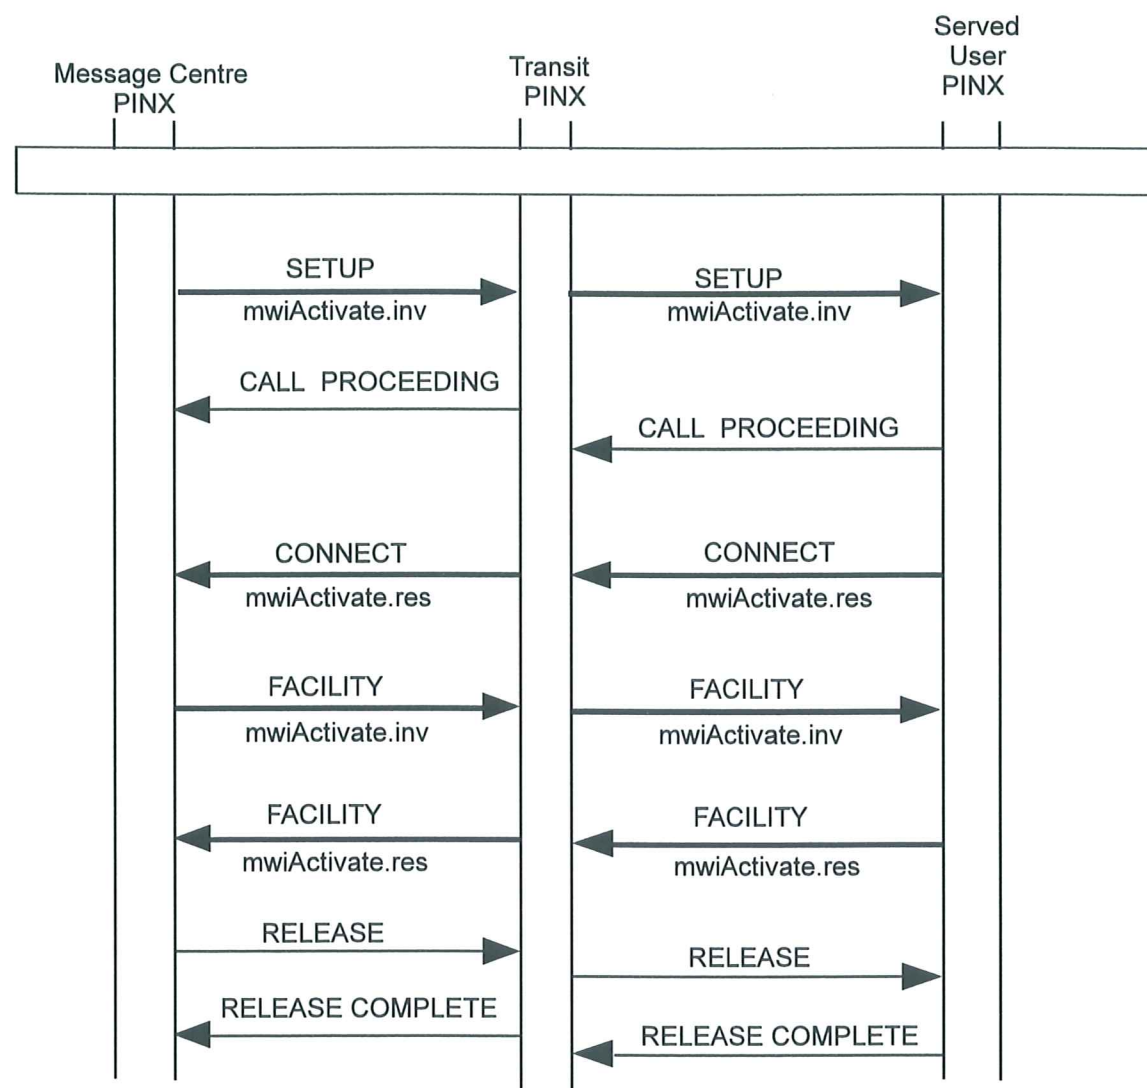 Served
User
PINX
Message Centre
PINX
Transit
PINX
SETUP
mwiActivate.inv
SETUP
mwiActivate.inv
CALL PROCEEDING
CALL PROCEEDING
CONNECT
mwiActivate.res
CONNECT
mwiActivate.res
FACILITY
mwiActivate.inv
FACILITY
mwiActivate.inv
FACILITY
mwiActivate.res
FACILITY
mwiActivate.res
RELEASE
RELEASE
RELEASE COMPLETE
RELEASE COMPLETE